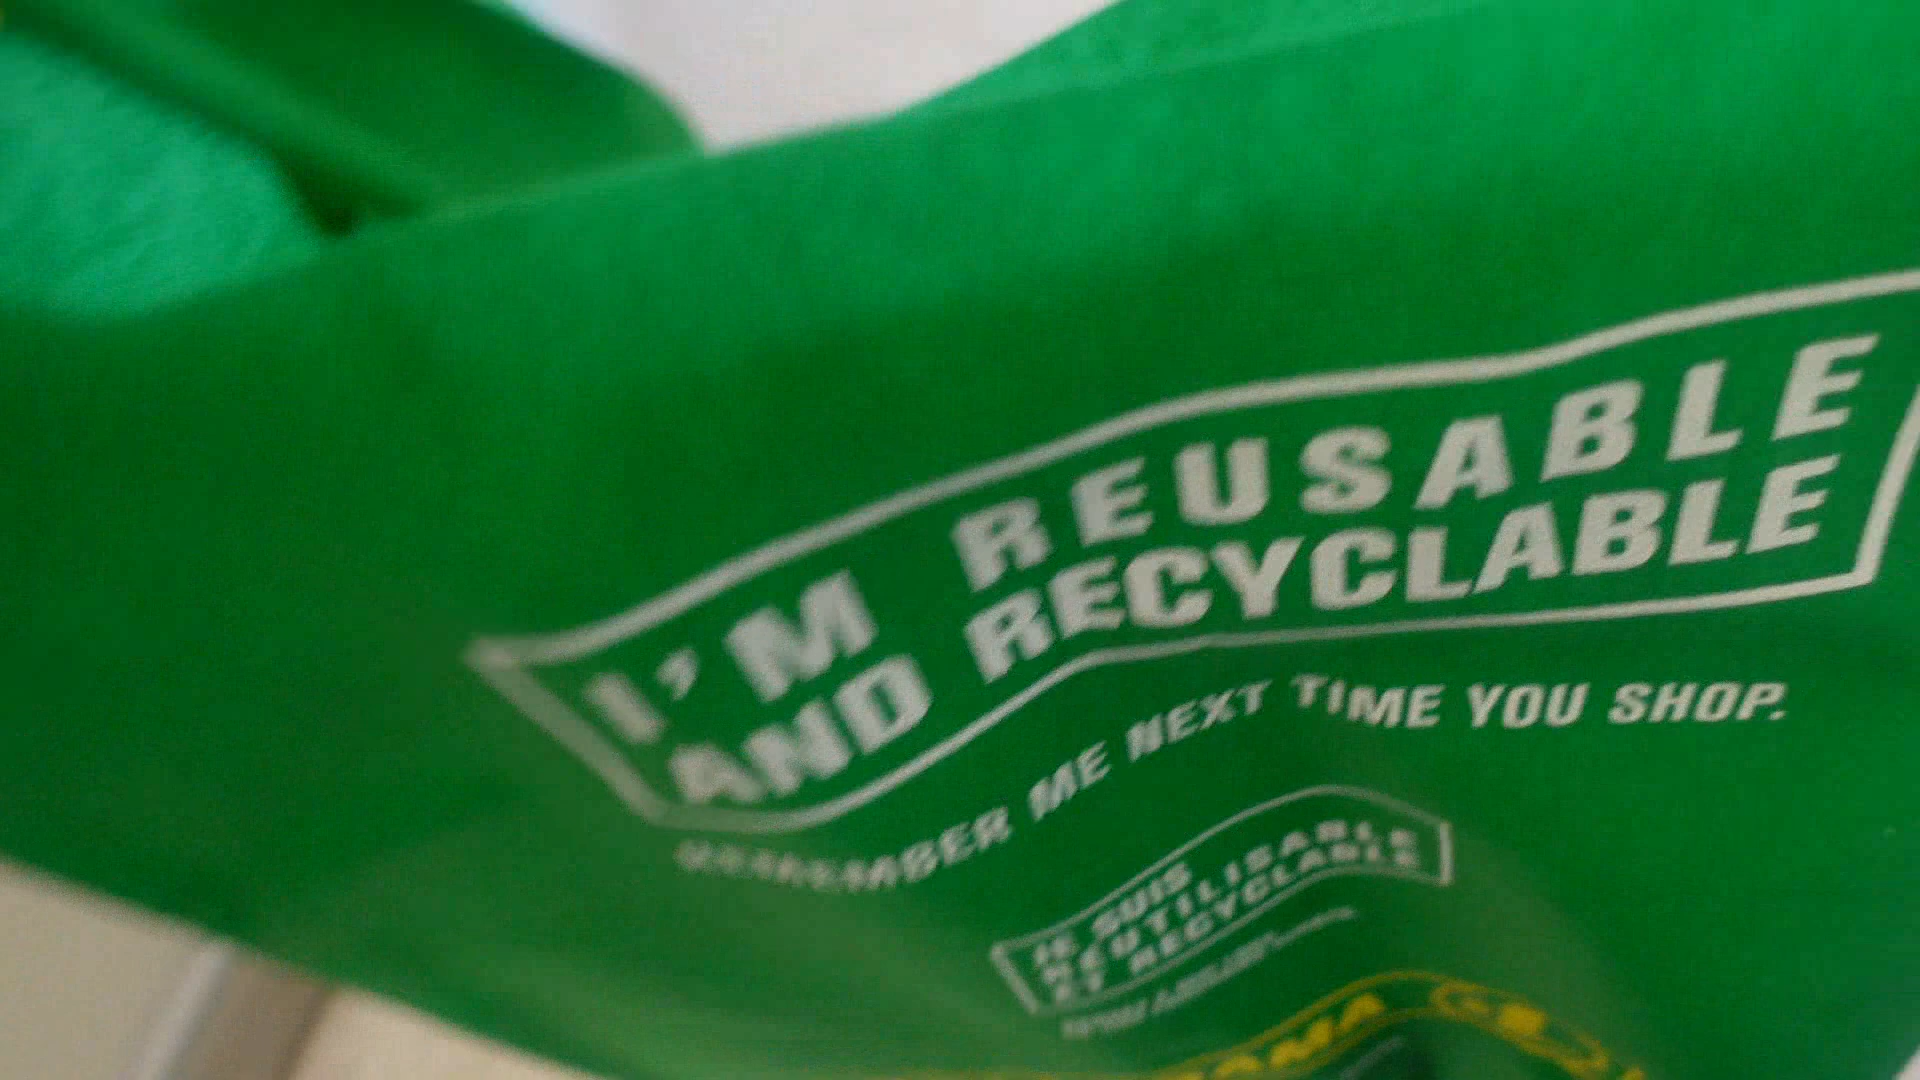 I'M REUSABLE
AND RECYCLABLE
REMEMBER ME NEXT TIME YOU SHOP.
JE SUIS
RÉUTILISABLE
ET RECYCLABLE